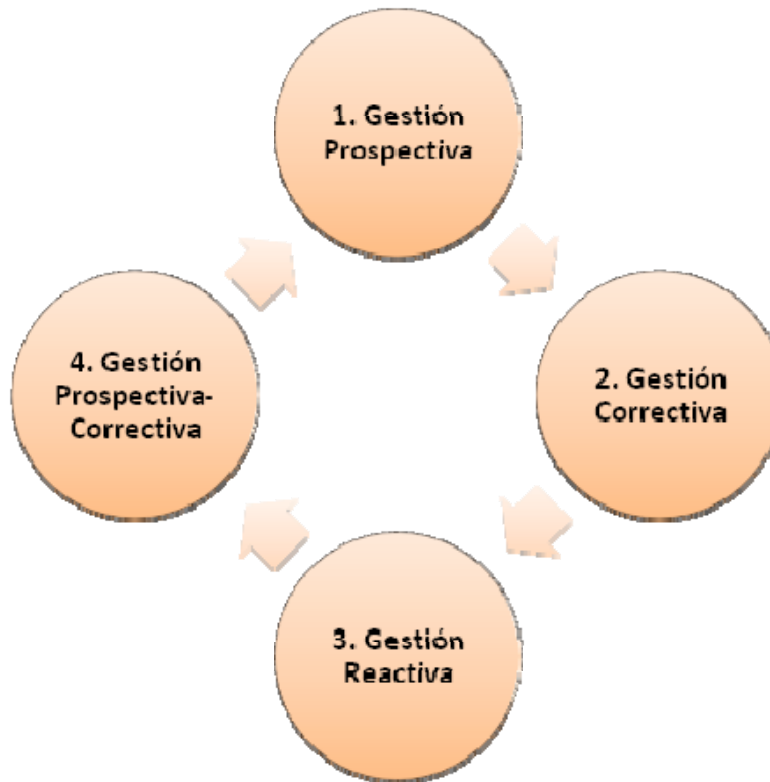 1. Gestión
Prospectiva
2. Gestión
Correctiva
3. Gestión
Reactiva
4. Gestión
Prospectiva-
Correctiva